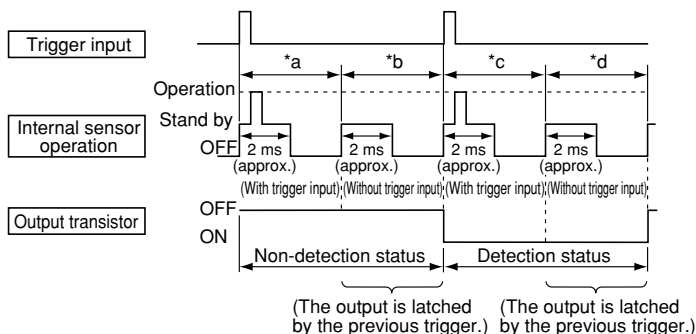 Trigger input
*a *b *c *d
Operation
Internal sensor operation
Stand by
OFF
2 ms (approx.) 2 ms (approx.) 2 ms (approx.) 2 ms (approx.)
(With trigger input) (Without trigger input) (With trigger input) (Without trigger input)
Output transistor
OFF
ON
Non-detection status Detection status
(The output is latched by the previous trigger.) (The output is latched by the previous trigger.)